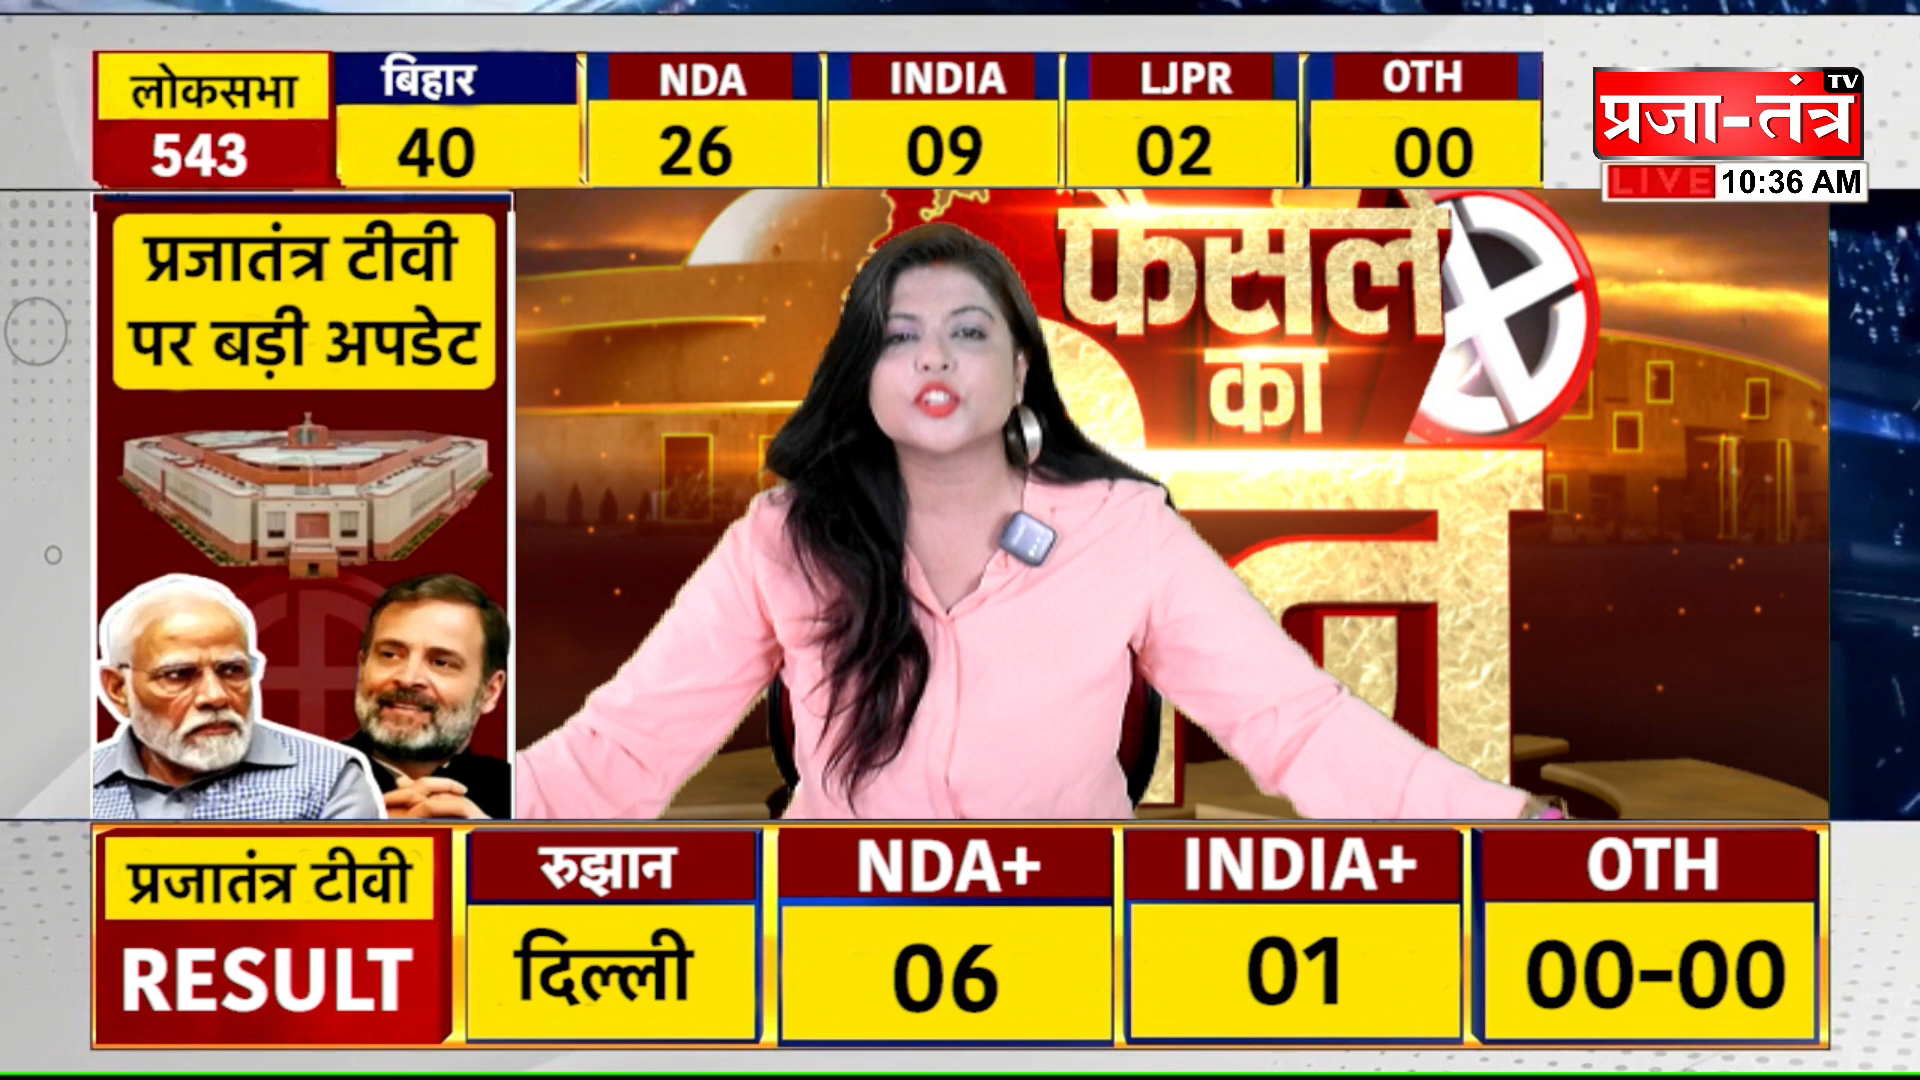 लोकसभा
543
बिहार
40
NDA
26
INDIA
09
LJPR
02
OTH
00
प्रजा-तंत्र TV
LIVE 10:36 AM
प्रजातंत्र टीवी
पर बड़ी अपडेट
फैसले
का
प्रजातंत्र टीवी
RESULT
रुझान
दिल्ली
NDA+
06
INDIA+
01
OTH
00-00